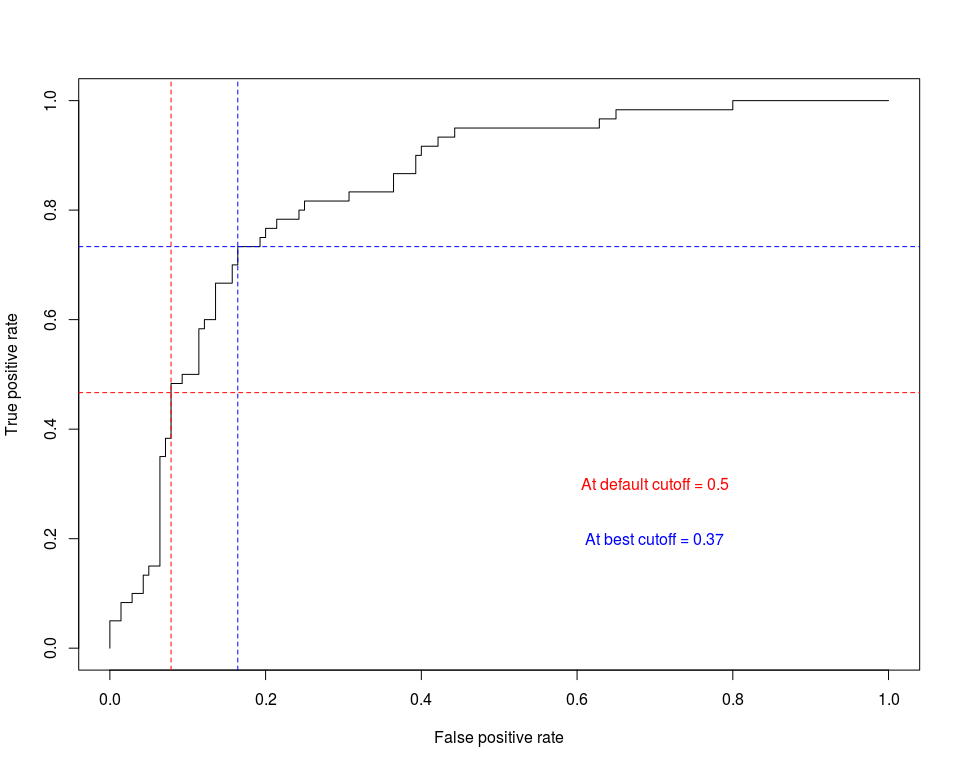 True positive rate
1.0
0.8
0.6
0.4
0.2
0.0
At default cutoff = 0.5
At best cutoff = 0.37
0.0 0.2 0.4 0.6 0.8 1.0
False positive rate